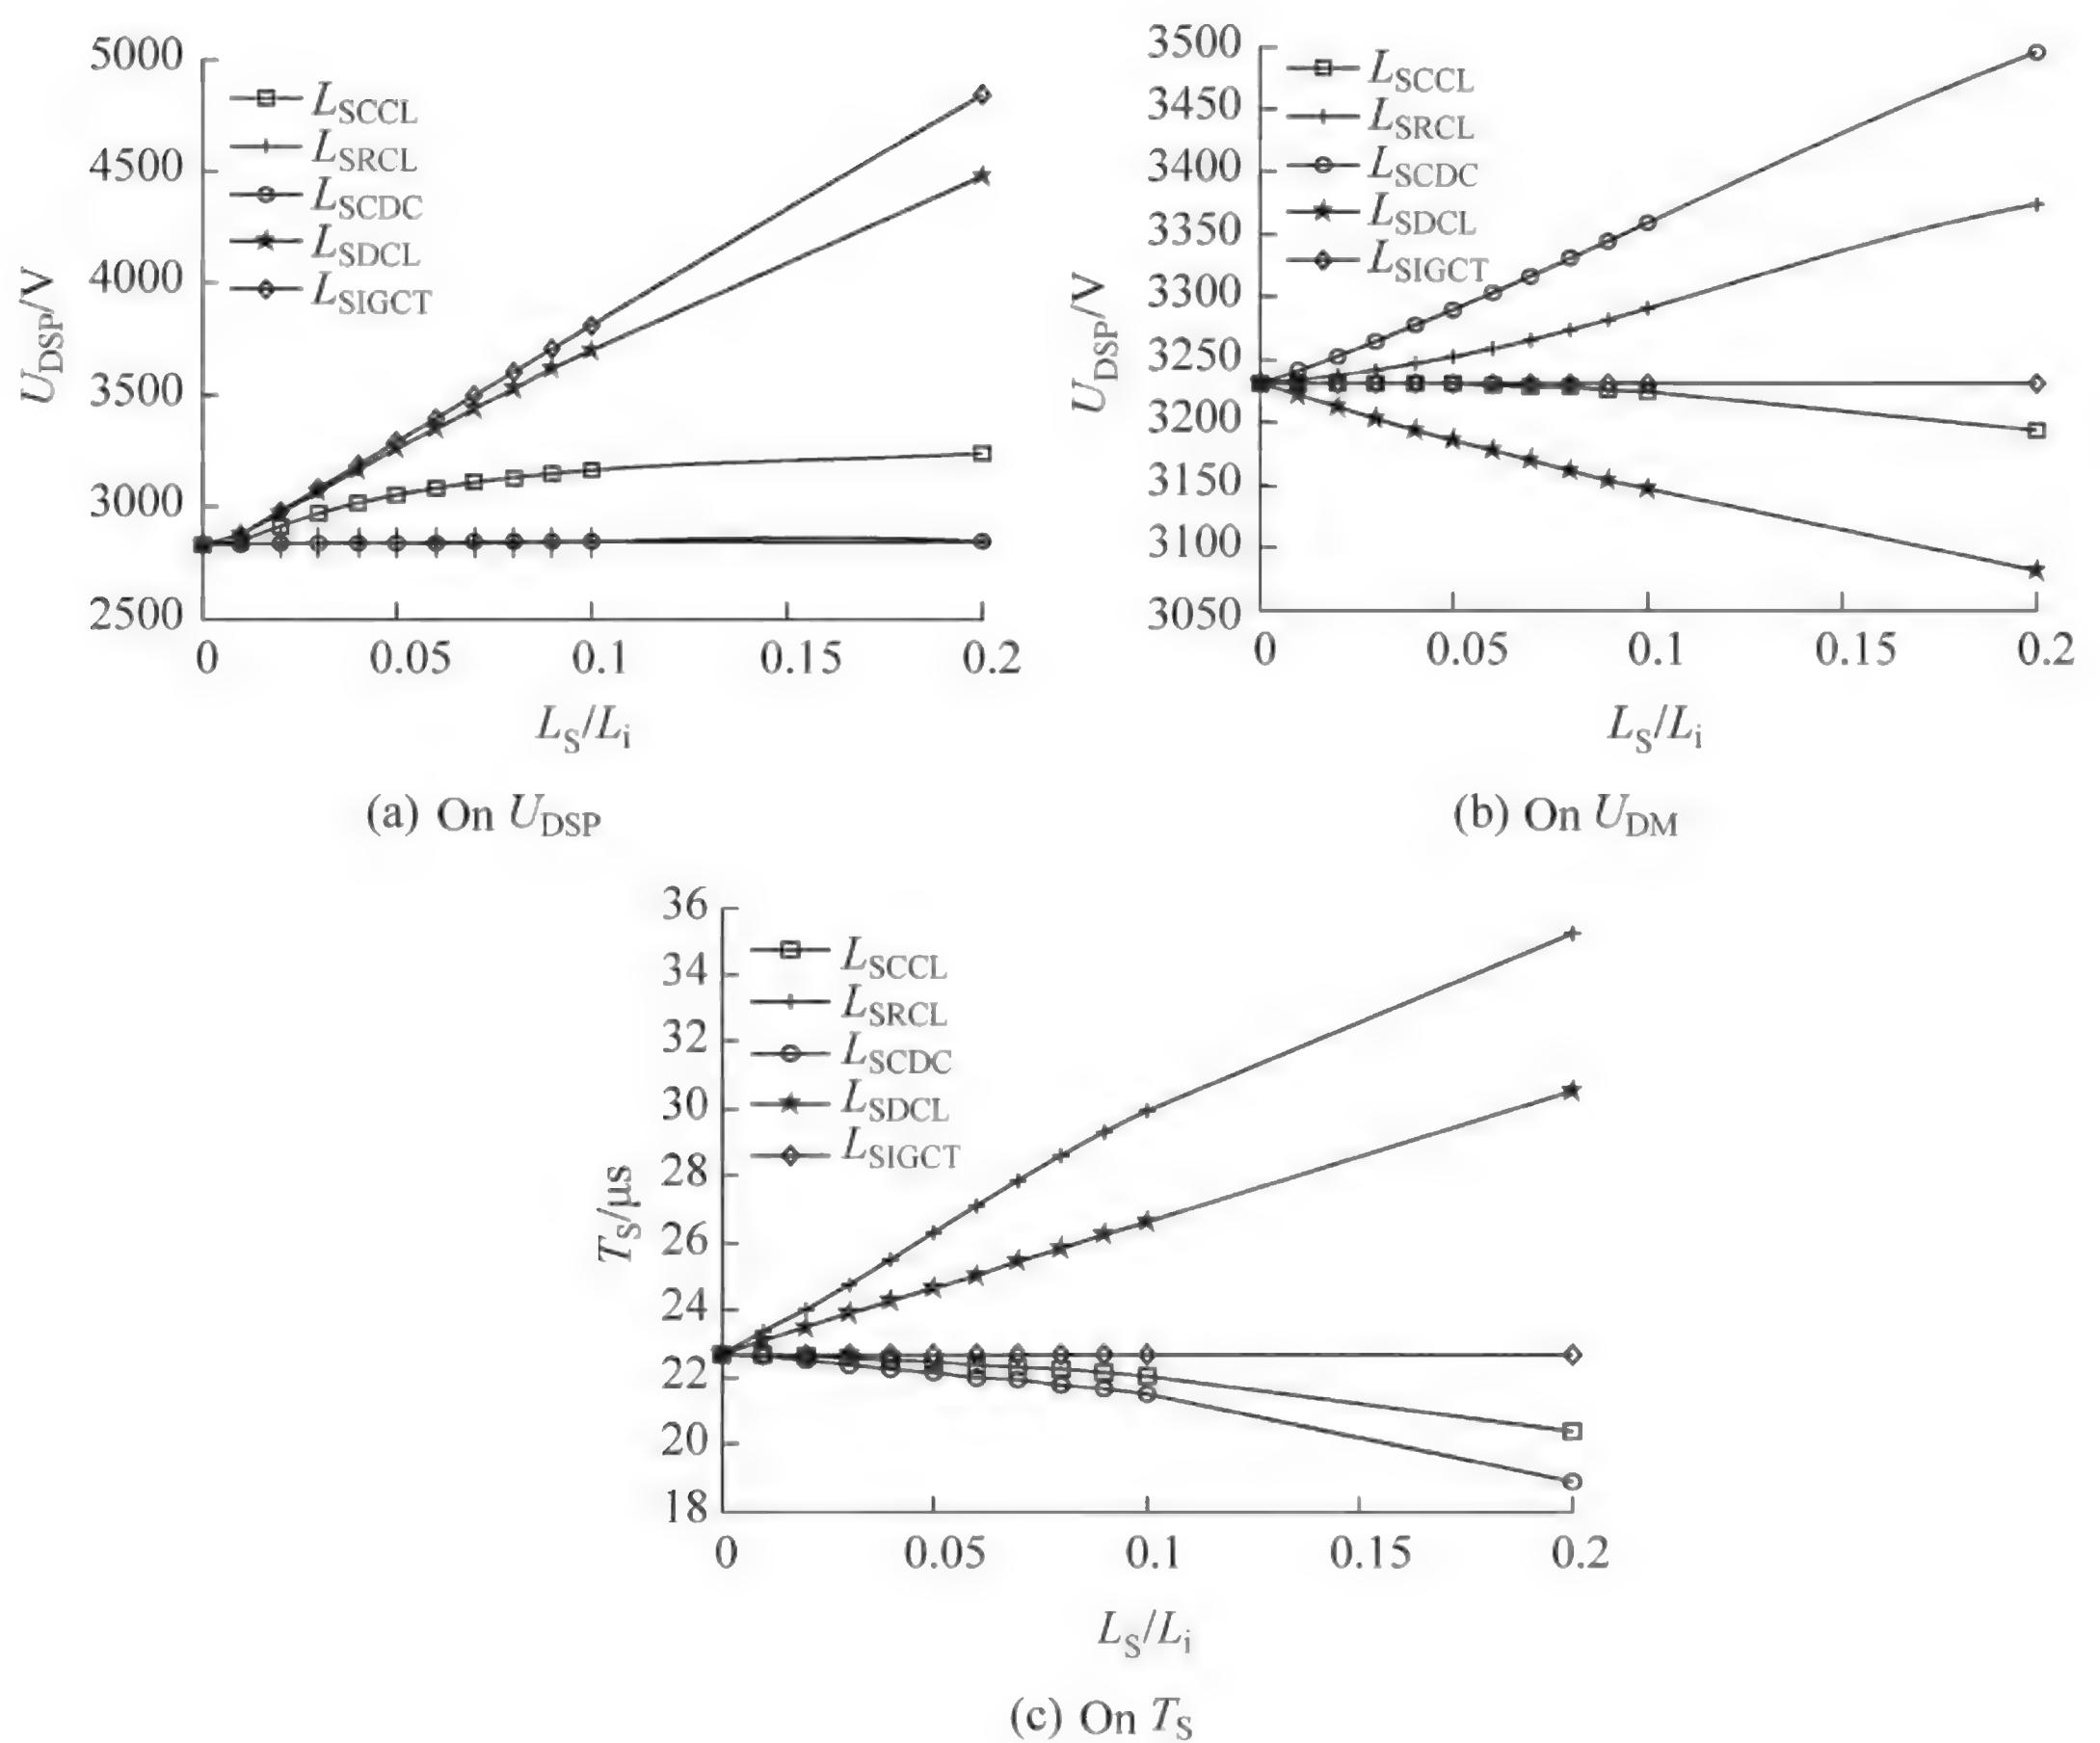 5000
4500
4000
3500
3000
2500
U_DSP/V
L_SCCL
L_SRCL
L_SCDC
L_SDCL
L_SIGCT
0 0.05 0.1 0.15 0.2
L_S/L_i
(a) On U_DSP
3500
3450
3400
3350
3300
3250
3200
3150
3100
3050
U_DSP/V
L_SCCL
L_SRCL
L_SCDC
L_SDCL
L_SIGCT
0 0.05 0.1 0.15 0.2
L_S/L_i
(b) On U_DM
36
34
32
30
28
26
24
22
20
18
T_S/μs
L_SCCL
L_SRCL
L_SCDC
L_SDCL
L_SIGCT
0 0.05 0.1 0.15 0.2
L_S/L_i
(c) On T_S